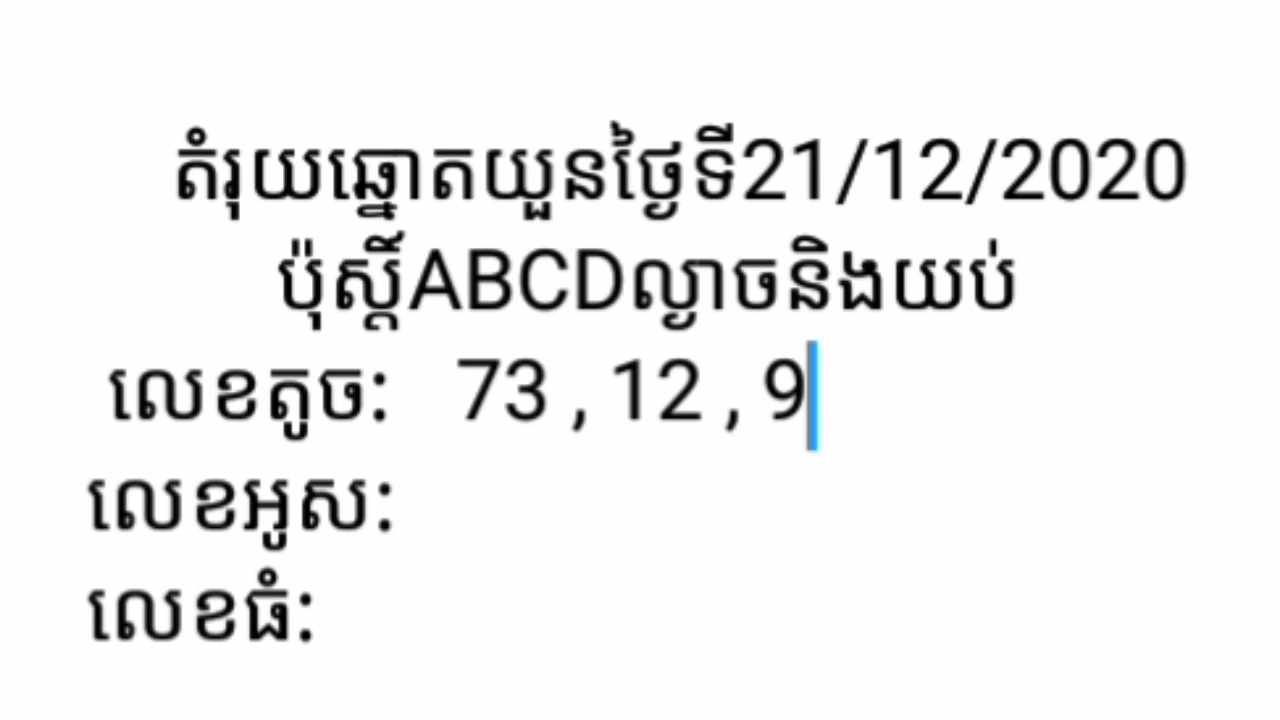 តំរុយឆ្នោតយួនថ្ងៃទី21/12/2020
ប៉ុស្តិ៍ABCDល្ងាចនិងយប់
លេខតូច: 73 , 12 , 9
លេខអូស:
លេខធំ: